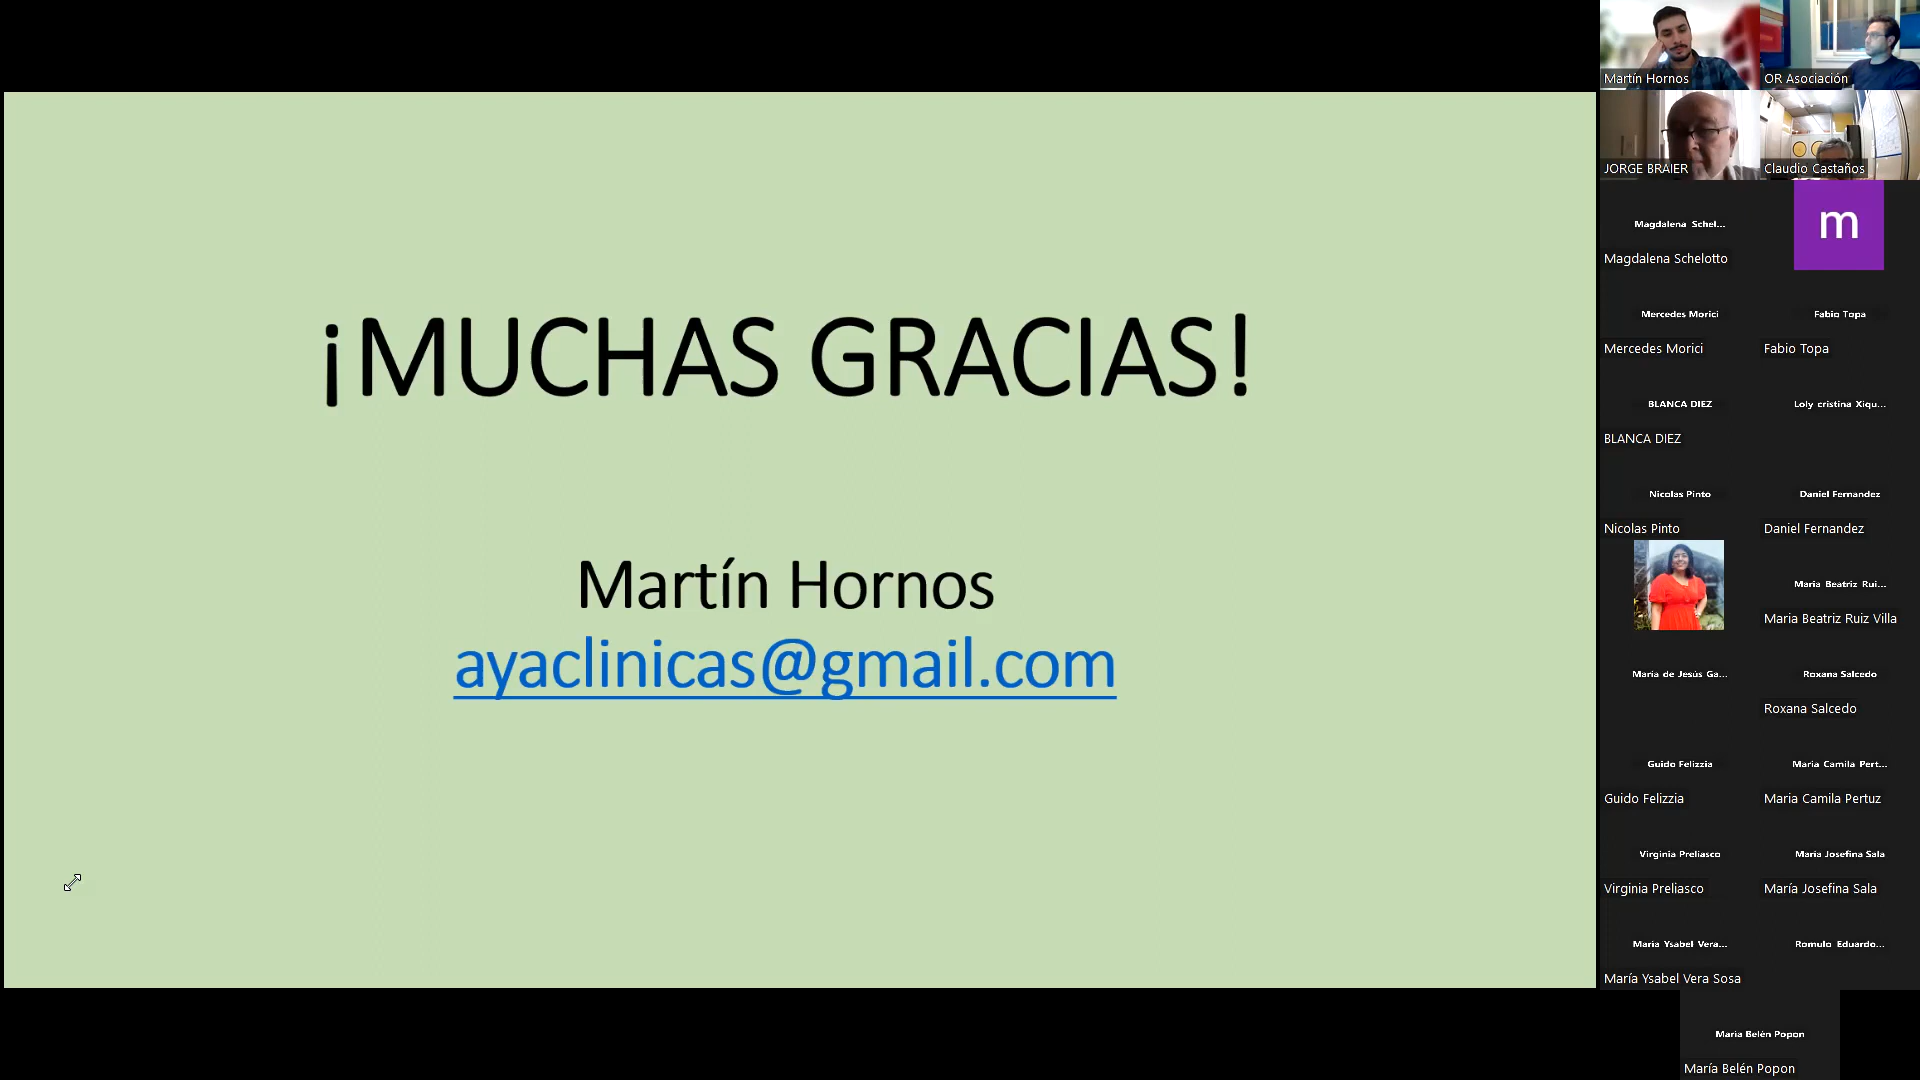 ¡MUCHAS GRACIAS!
Martín Hornos
ayaclinicas@gmail.com
Martín Hornos
OR Asociación
JORGE BRAIER
Claudio Castaños
Magdalena Schel...
Magdalena Schelotto
m
Mercedes Morici
Mercedes Morici
Fabio Topa
Fabio Topa
BLANCA DIEZ
BLANCA DIEZ
Loly cristina Xiqu...
Nicolas Pinto
Nicolas Pinto
Daniel Fernandez
Daniel Fernandez
Maria Beatriz Rui...
Maria Beatriz Ruiz Villa
María de Jesús Ga...
Roxana Salcedo
Roxana Salcedo
Guido Felizzia
Guido Felizzia
Maria Camila Pert...
Maria Camila Pertuz
Virginia Preliasco
Virginia Preliasco
María Josefina Sala
María Josefina Sala
María Ysabel Vera...
María Ysabel Vera Sosa
Romulo Eduardo...
María Belén Popon
María Belén Popon